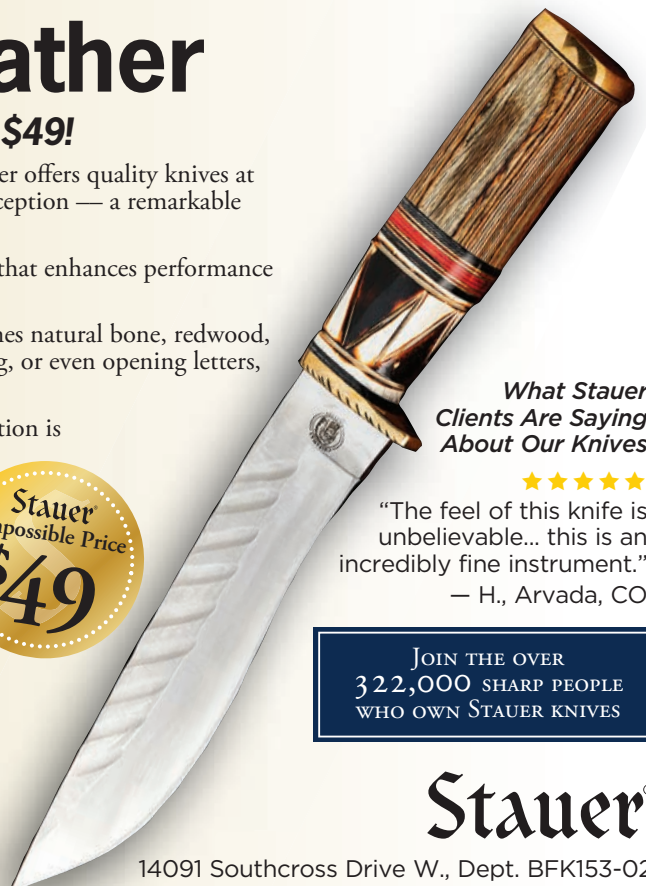 ather
$49!
er offers quality knives at
ception — a remarkable
that enhances performance
nes natural bone, redwood,
g, or even opening letters,
tion is
Stauer®
mpossible Price
$49
What Stauer
Clients Are Saying
About Our Knives
“The feel of this knife is
unbelievable... this is an
incredibly fine instrument.”
— H., Arvada, CO
Join the over
322,000 sharp people
who own Stauer knives
Stauer®
14091 Southcross Drive W., Dept. BFK153-02